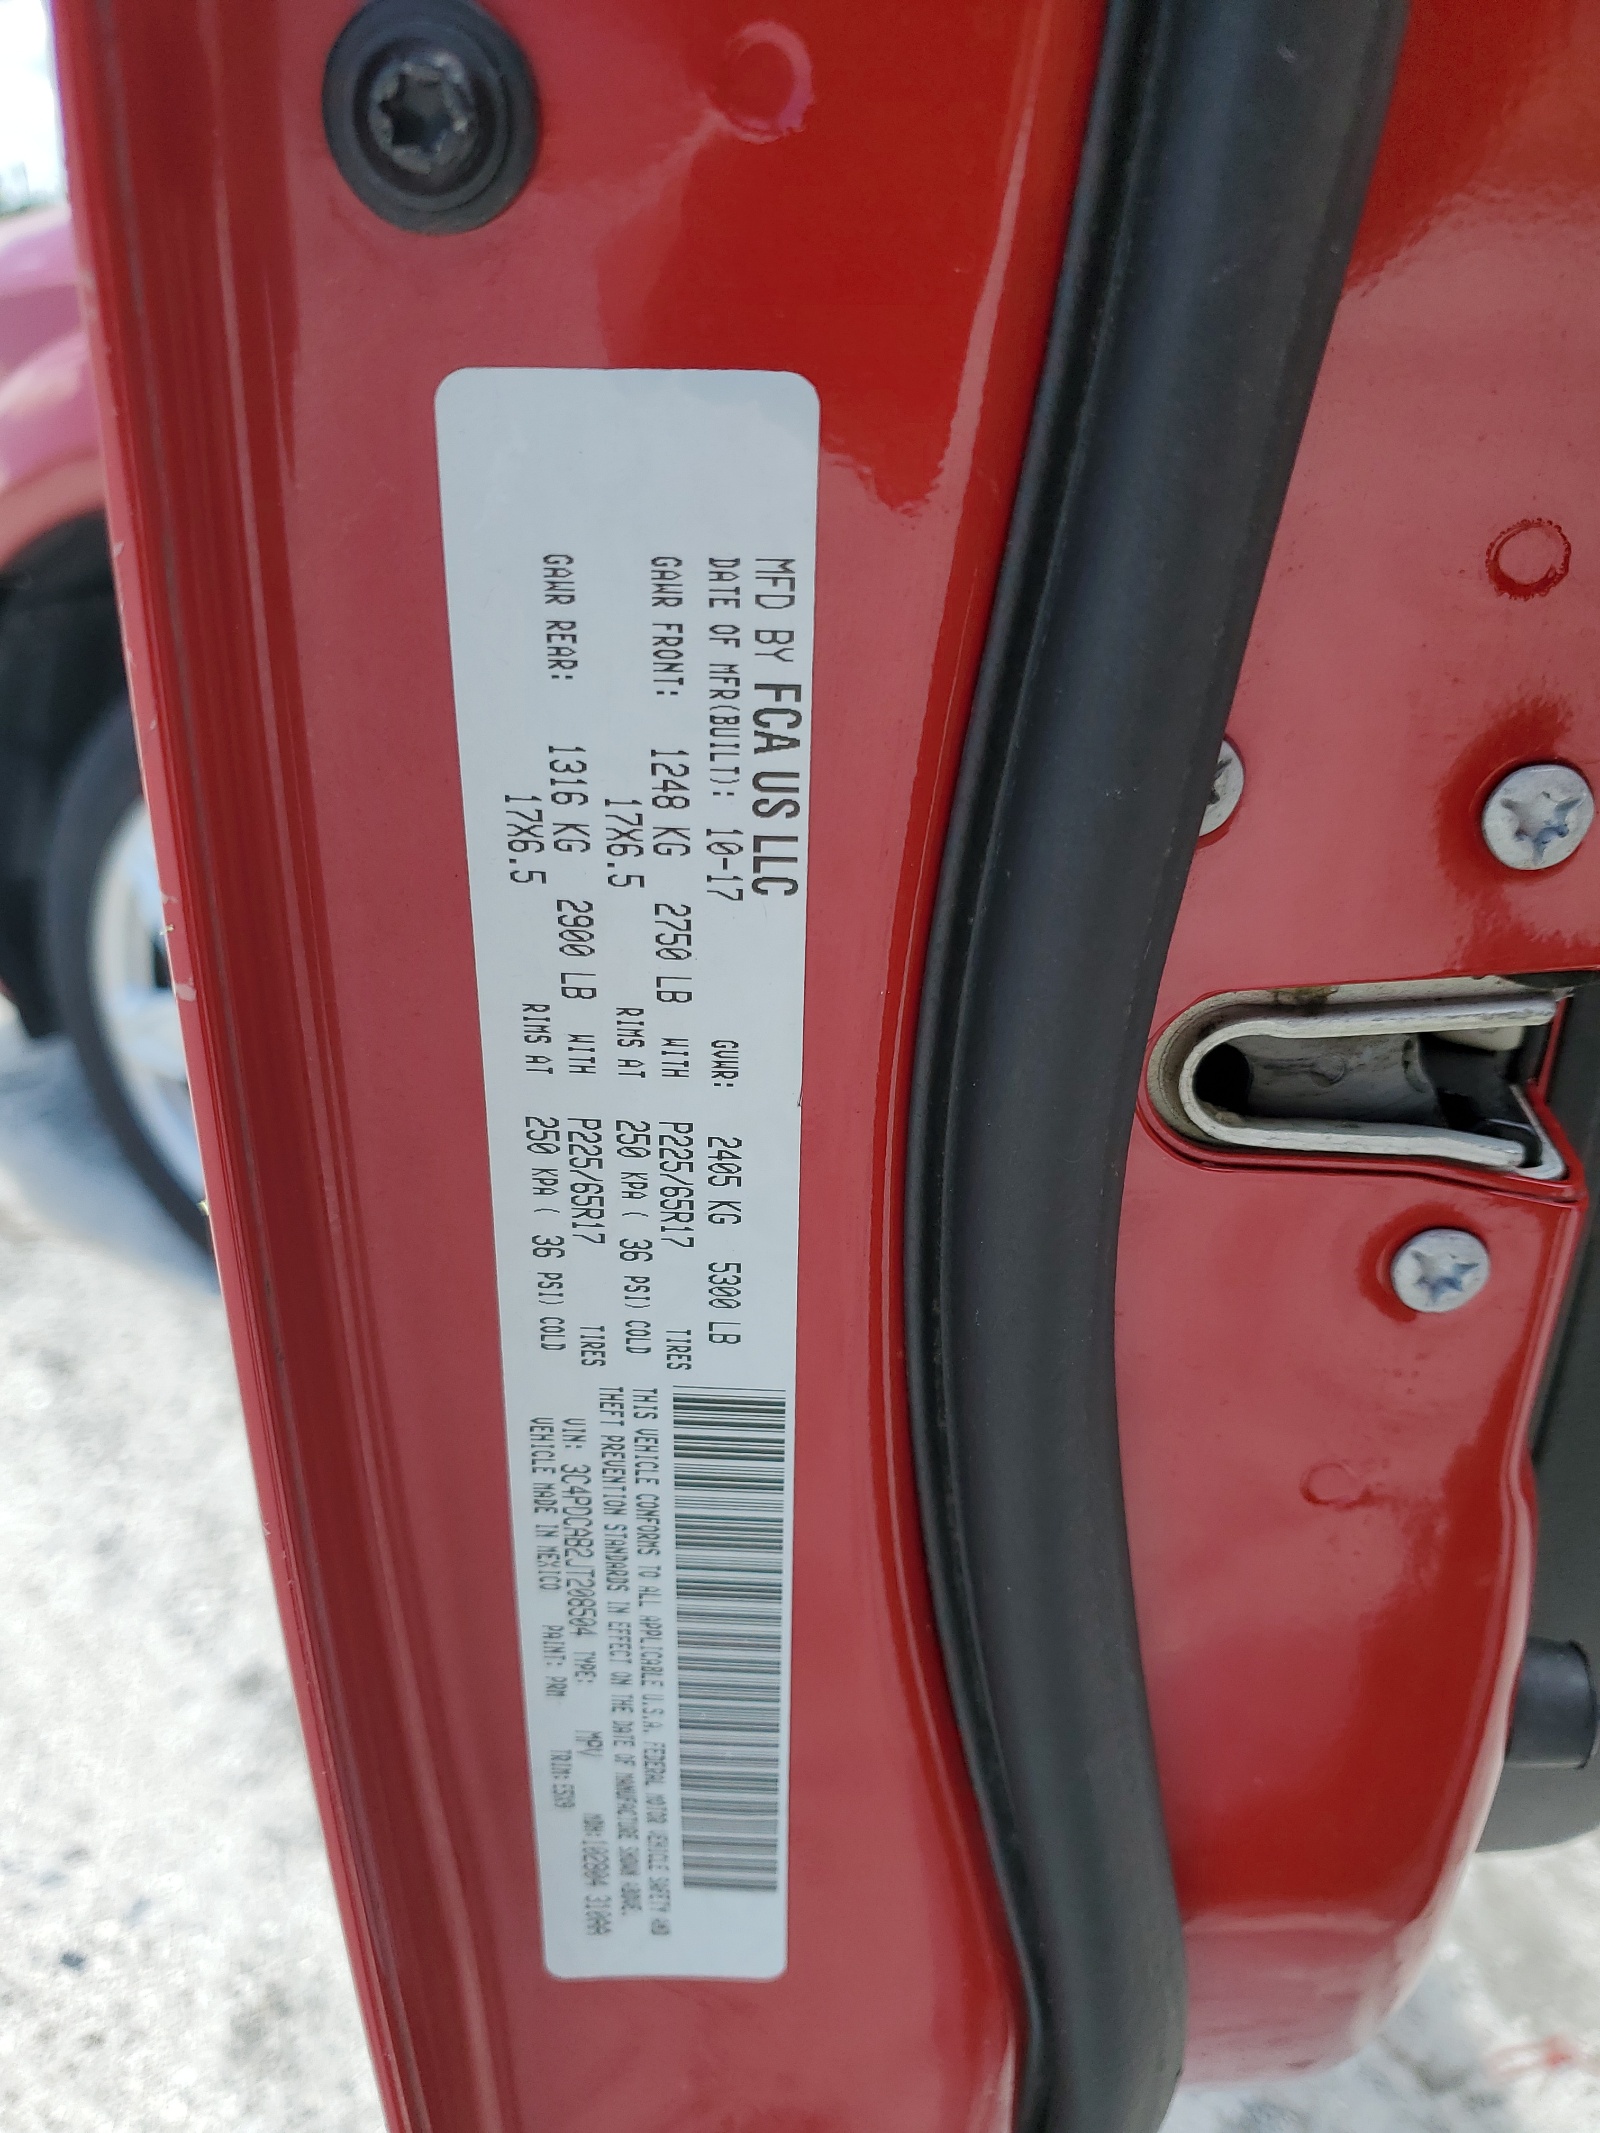 MFD BY FCA US LLC
DATE OF MFR(BUILT): 10-17 GVWR: 2405 KG 5300 LB
GAWR FRONT: 1248 KG 2750 LB WITH P225/65R17 TIRES
17X6.5 RIMS AT 250 KPA ( 36 PSI) COLD
GAWR REAR: 1316 KG 2900 LB WITH P225/65R17 TIRES
17X6.5 RIMS AT 250 KPA ( 36 PSI) COLD
THIS VEHICLE CONFORMS TO ALL APPLICABLE U.S.A. FEDERAL MOTOR VEHICLE SAFETY AND
THEFT PREVENTION STANDARDS IN EFFECT ON THE DATE OF MANUFACTURE SHOWN ABOVE.
VIN: 3C4PDCAB2JT208504 TYPE: MPV MDH:102804 310AA
VEHICLE MADE IN MEXICO PAINT: PRM TRIM: